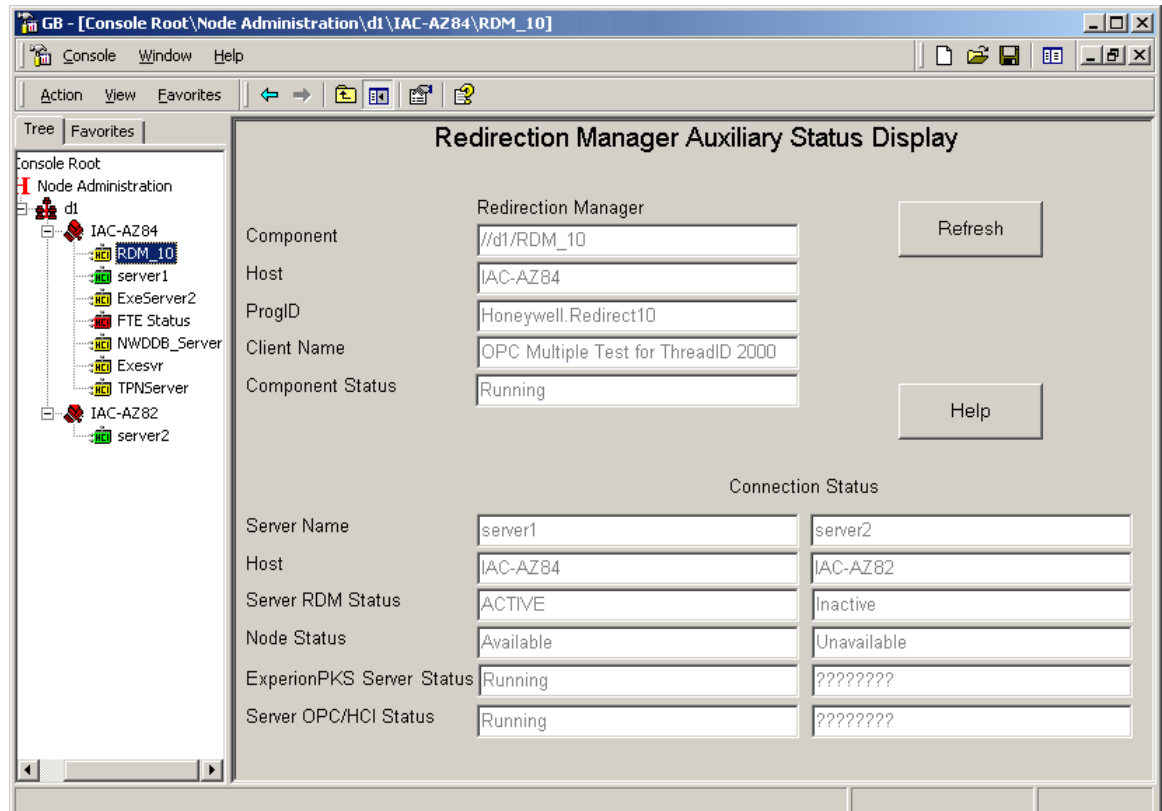 GB - [Console Root\Node Administration\d1\IAC-AZ84\RDM_10]
Console Window Help
Action View Favorites
Tree Favorites
Console Root
Node Administration
d1
IAC-AZ84
RDM_10
server1
ExeServer2
FTE Status
NWDDB_Server
Exesvr
TPNServer
IAC-AZ82
server2
Redirection Manager Auxiliary Status Display
Redirection Manager
Component //d1/RDM_10
Host IAC-AZ84
ProgID Honeywell.Redirect10
Client Name OPC Multiple Test for ThreadID 2000
Component Status Running
Refresh
Help
Connection Status
Server Name server1 server2
Host IAC-AZ84 IAC-AZ82
Server RDM Status ACTIVE Inactive
Node Status Available Unavailable
ExperionPKS Server Status Running ????????
Server OPC/HCI Status Running ????????